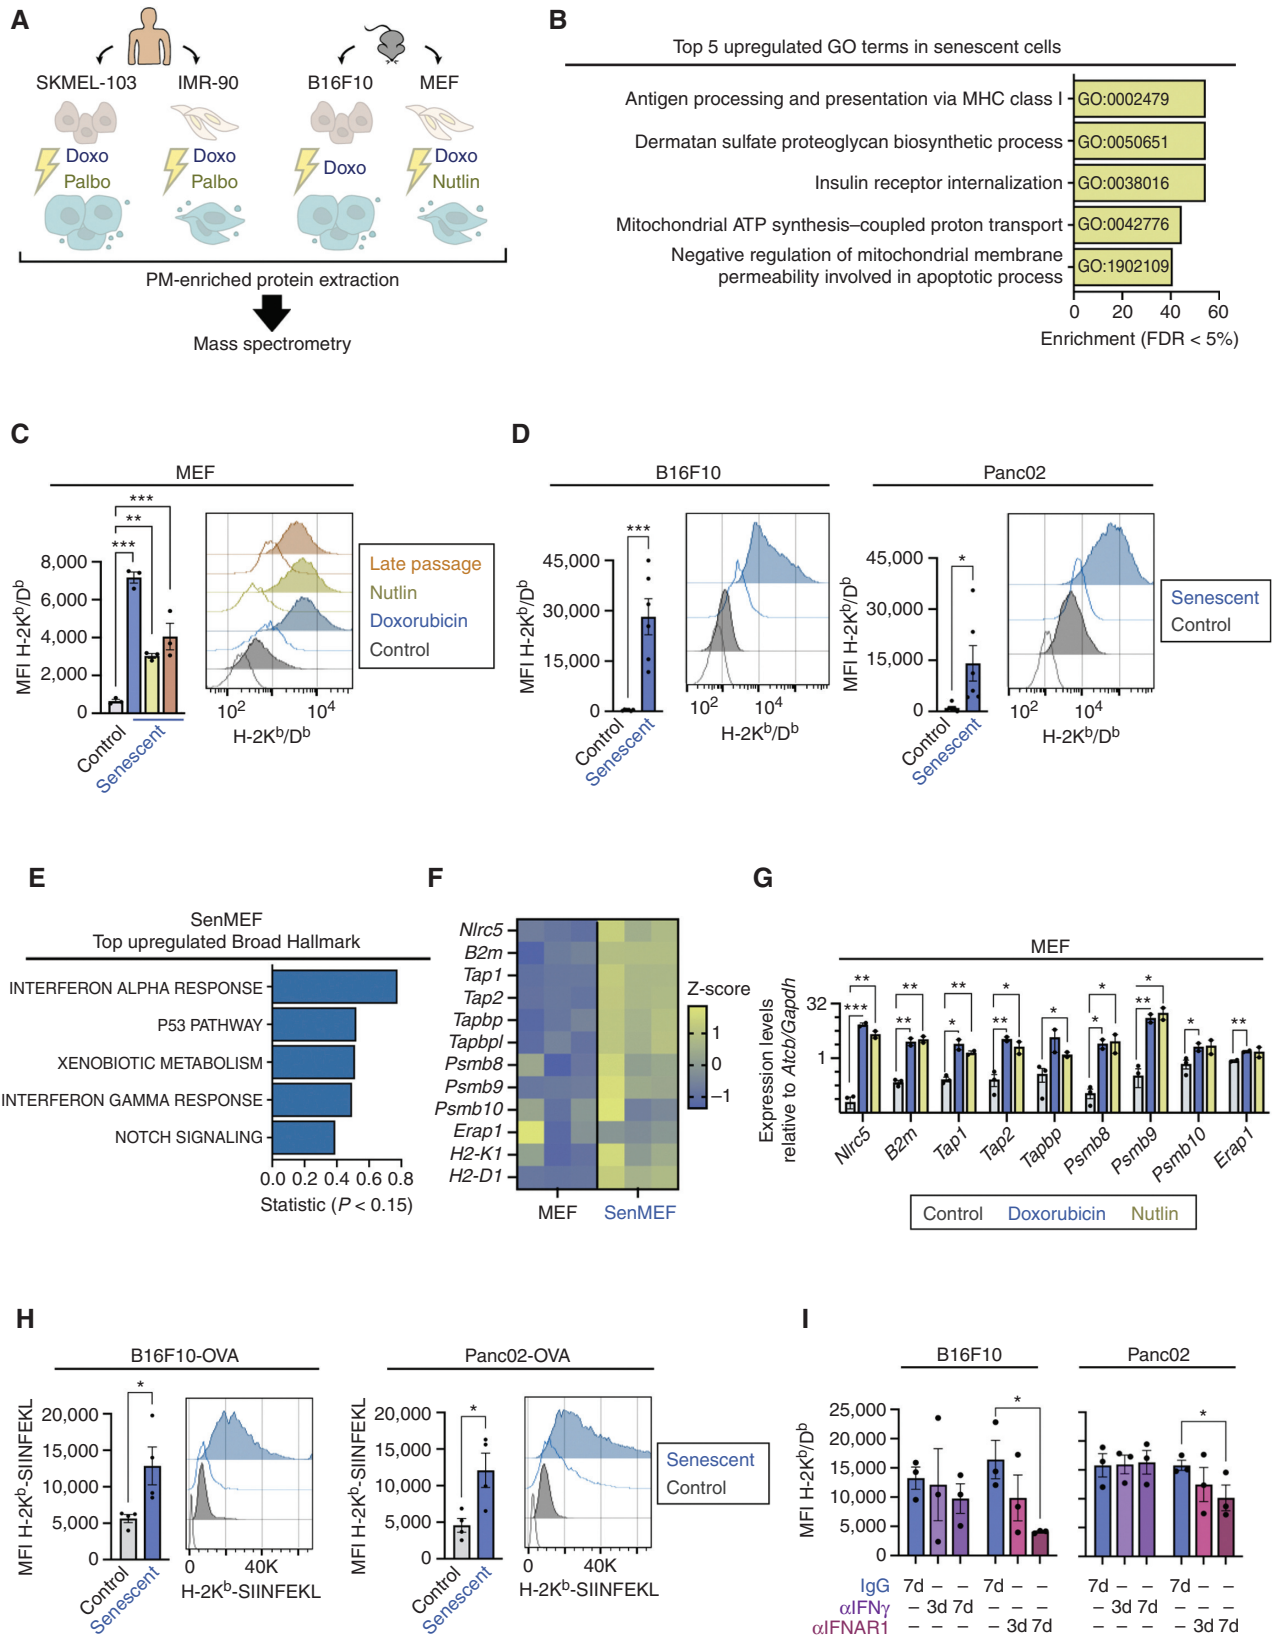 A
SKMEL-103
IMR-90
B16F10
MEF
Doxo
Palbo
Doxo
Palbo
Doxo
Doxo
Nutlin
PM-enriched protein extraction
Mass spectrometry
B
Top 5 upregulated GO terms in senescent cells
Antigen processing and presentation via MHC class I
GO:0002479
Dermatan sulfate proteoglycan biosynthetic process
GO:0050651
Insulin receptor internalization
GO:0038016
Mitochondrial ATP synthesis–coupled proton transport
GO:0042776
Negative regulation of mitochondrial membrane
permeability involved in apoptotic process
GO:1902109
0 20 40 60
Enrichment (FDR < 5%)
C
MEF
***
**
***
8,000
6,000
4,000
2,000
0
MFI H-2Kᵇ/Dᵇ
Control
Senescent
10² 10⁴
H-2Kᵇ/Dᵇ
Late passage
Nutlin
Doxorubicin
Control
D
B16F10
***
45,000
30,000
15,000
0
MFI H-2Kᵇ/Dᵇ
Control
Senescent
10² 10⁴
H-2Kᵇ/Dᵇ
Panc02
*
45,000
30,000
15,000
0
MFI H-2Kᵇ/Dᵇ
Control
Senescent
10² 10⁴
H-2Kᵇ/Dᵇ
Senescent
Control
E
SenMEF
Top upregulated Broad Hallmark
INTERFERON ALPHA RESPONSE
P53 PATHWAY
XENOBIOTIC METABOLISM
INTERFERON GAMMA RESPONSE
NOTCH SIGNALING
0.0 0.2 0.4 0.6 0.8
Statistic (P < 0.15)
F
Nlrc5
B2m
Tap1
Tap2
Tapbp
Tapbpl
Psmb8
Psmb9
Psmb10
Erap1
H2-K1
H2-D1
MEF
SenMEF
Z-score
1
0
–1
G
MEF
Expression levels
relative to Atcb/Gapdh
32
1
** ***
** **
** *
* **
*
* *
* **
*
**
Nlrc5
B2m
Tap1
Tap2
Tapbp
Psmb8
Psmb9
Psmb10
Erap1
Control Doxorubicin Nutlin
H
B16F10-OVA
*
20,000
15,000
10,000
5,000
0
MFI H-2Kᵇ-SIINFEKL
Control
Senescent
0 40K
H-2Kᵇ-SIINFEKL
Panc02-OVA
*
20,000
15,000
10,000
5,000
0
MFI H-2Kᵇ-SIINFEKL
Control
Senescent
0 40K
H-2Kᵇ-SIINFEKL
Senescent
Control
I
B16F10
Panc02
* *
25,000
20,000
15,000
10,000
5,000
0
MFI H-2Kᵇ/Dᵇ
IgG 7d – – 7d – – 7d – – 7d – –
αIFNγ – 3d 7d – – – – 3d 7d – – –
αIFNAR1 – – – – 3d 7d – – – – 3d 7d